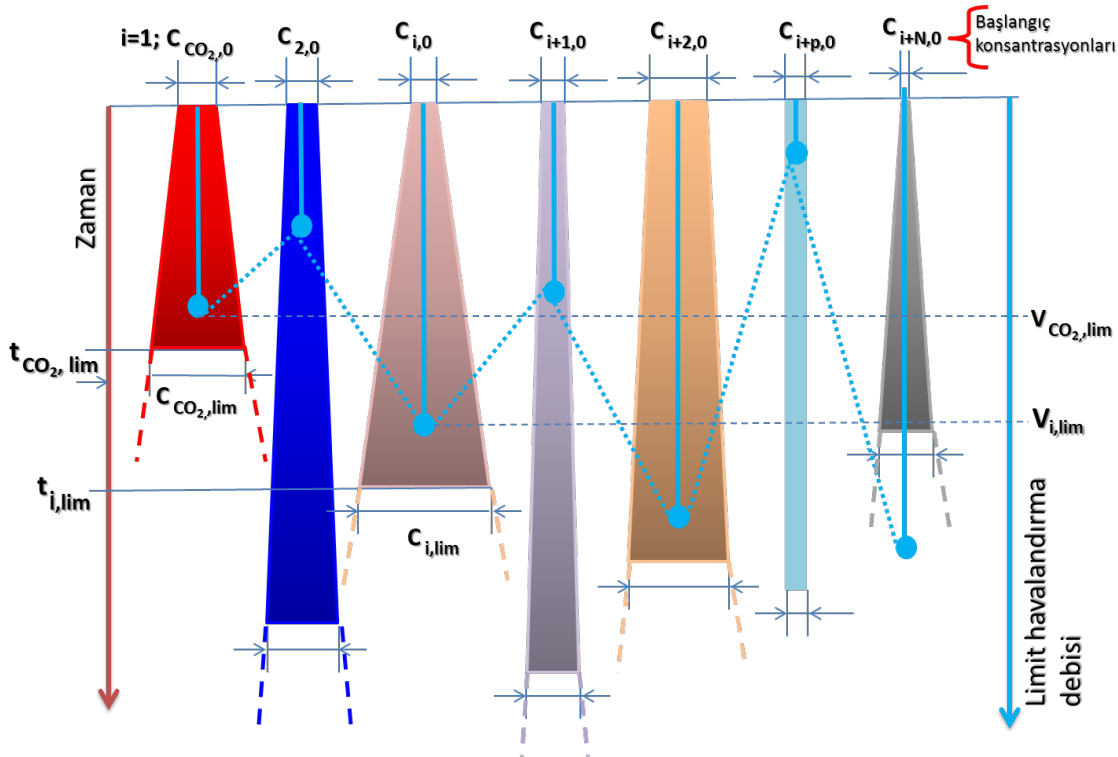 i=1; C CO₂,0
C 2,0
C i,0
C i+1,0
C i+2,0
C i+p,0
C i+N,0
Başlangıç
konsantrasyonları
Zaman
t CO₂, lim
C CO₂,lim
t i,lim
C i,lim
V CO₂,lim
V i,lim
Limit havalandırma
debisi